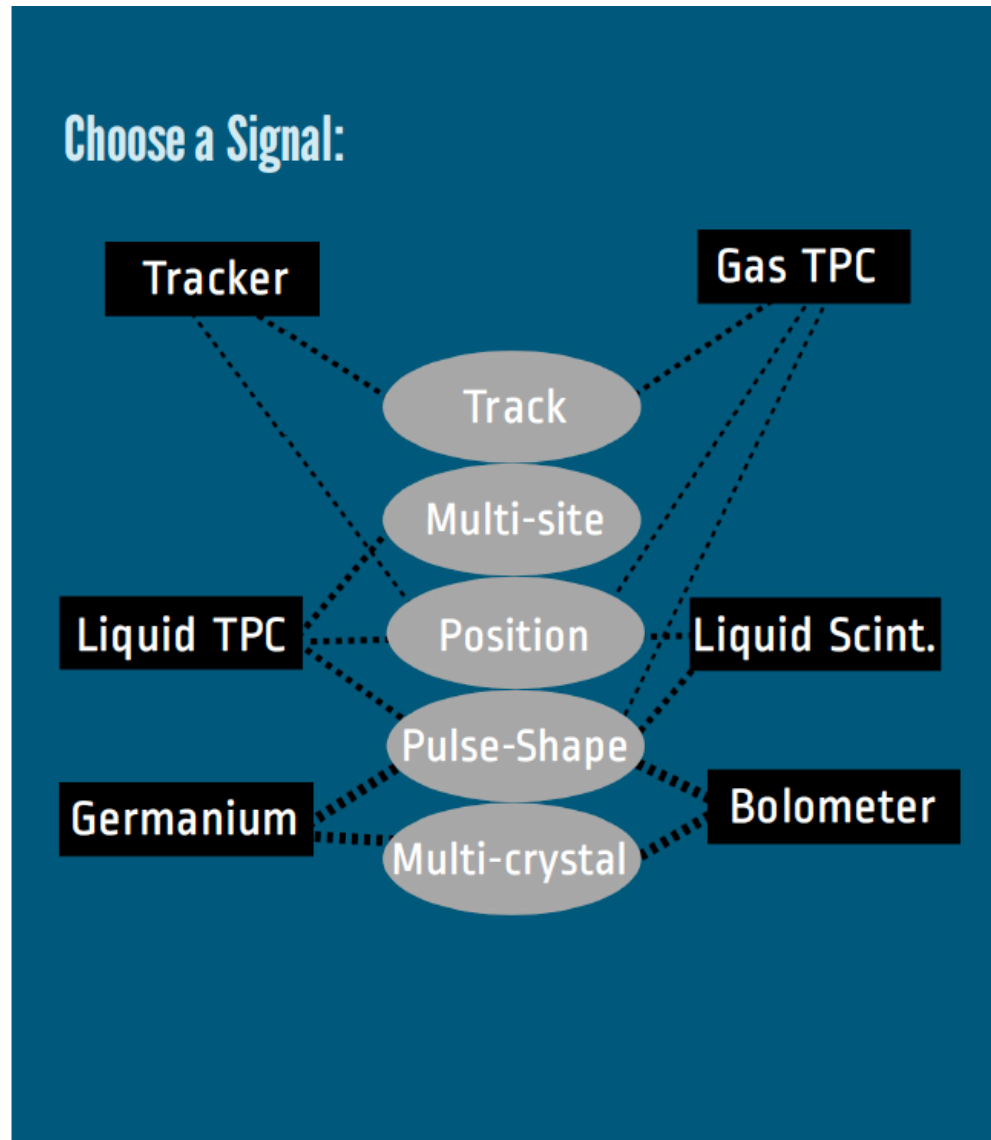 Choose a Signal:
Tracker
Gas TPC
Track
Multi-site
Liquid TPC
Position
Liquid Scint.
Pulse-Shape
Germanium
Bolometer
Multi-crystal